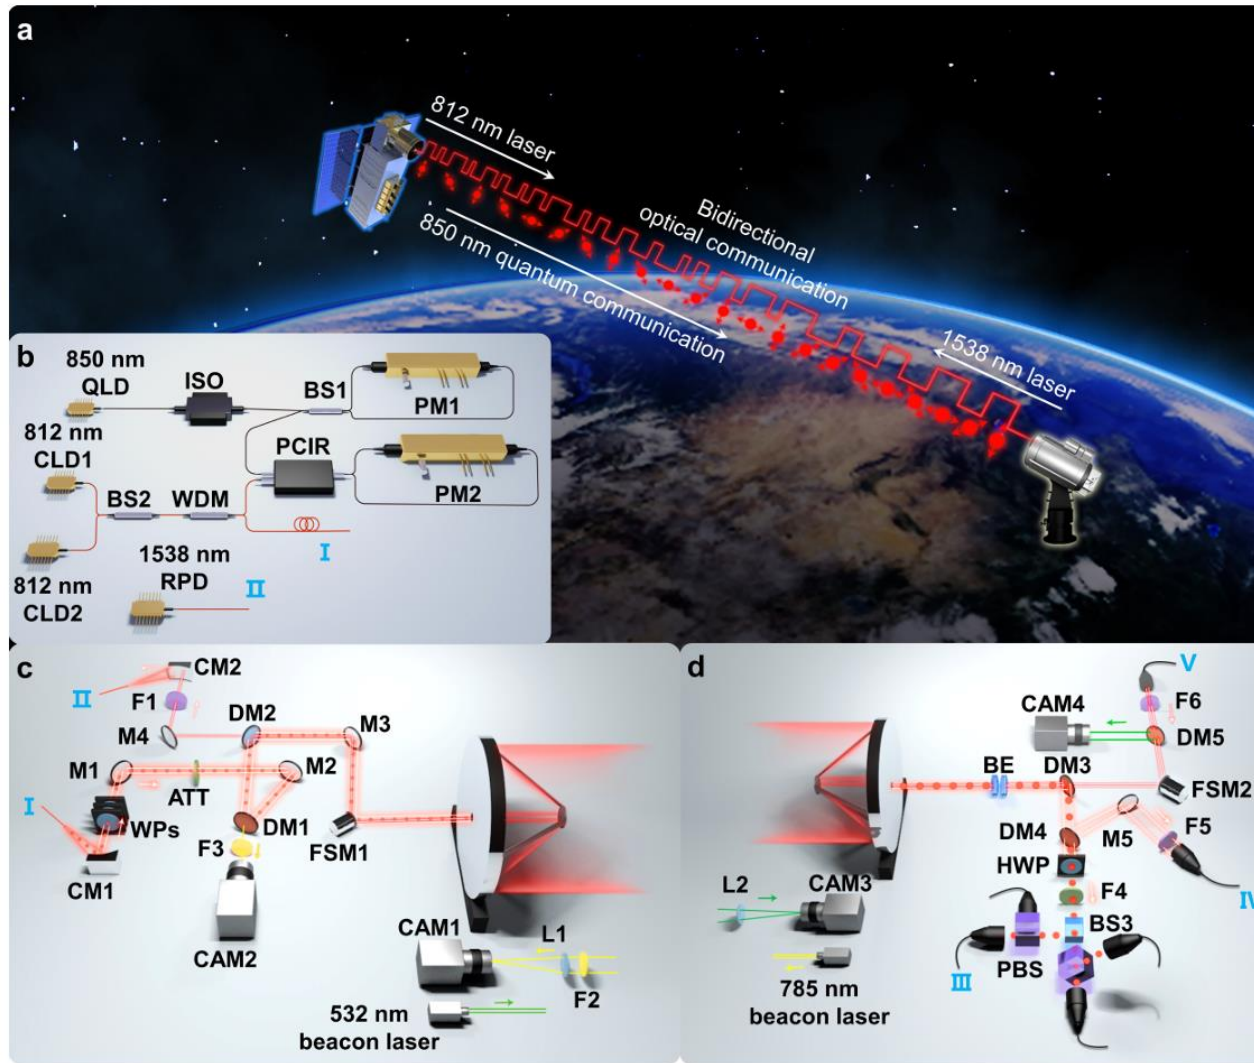 a
812 nm laser
Bidirectional
optical communication
850 nm quantum communication
1538 nm laser
b
850 nm
QLD
ISO
BS1
PM1
812 nm
CLD1
PCIR
BS2
WDM
PM2
I
812 nm
CLD2
1538 nm
RPD
II
c
CM2
II
F1
DM2
M3
M4
M1
M2
ATT
I
WPs
DM1
F3
FSM1
CM1
CAM2
CAM1
L1
F2
532 nm
beacon laser
d
V
CAM4
F6
DM5
BE
DM3
FSM2
DM4
M5
F5
HWP
L2
CAM3
F4
IV
BS3
PBS
III
785 nm
beacon laser